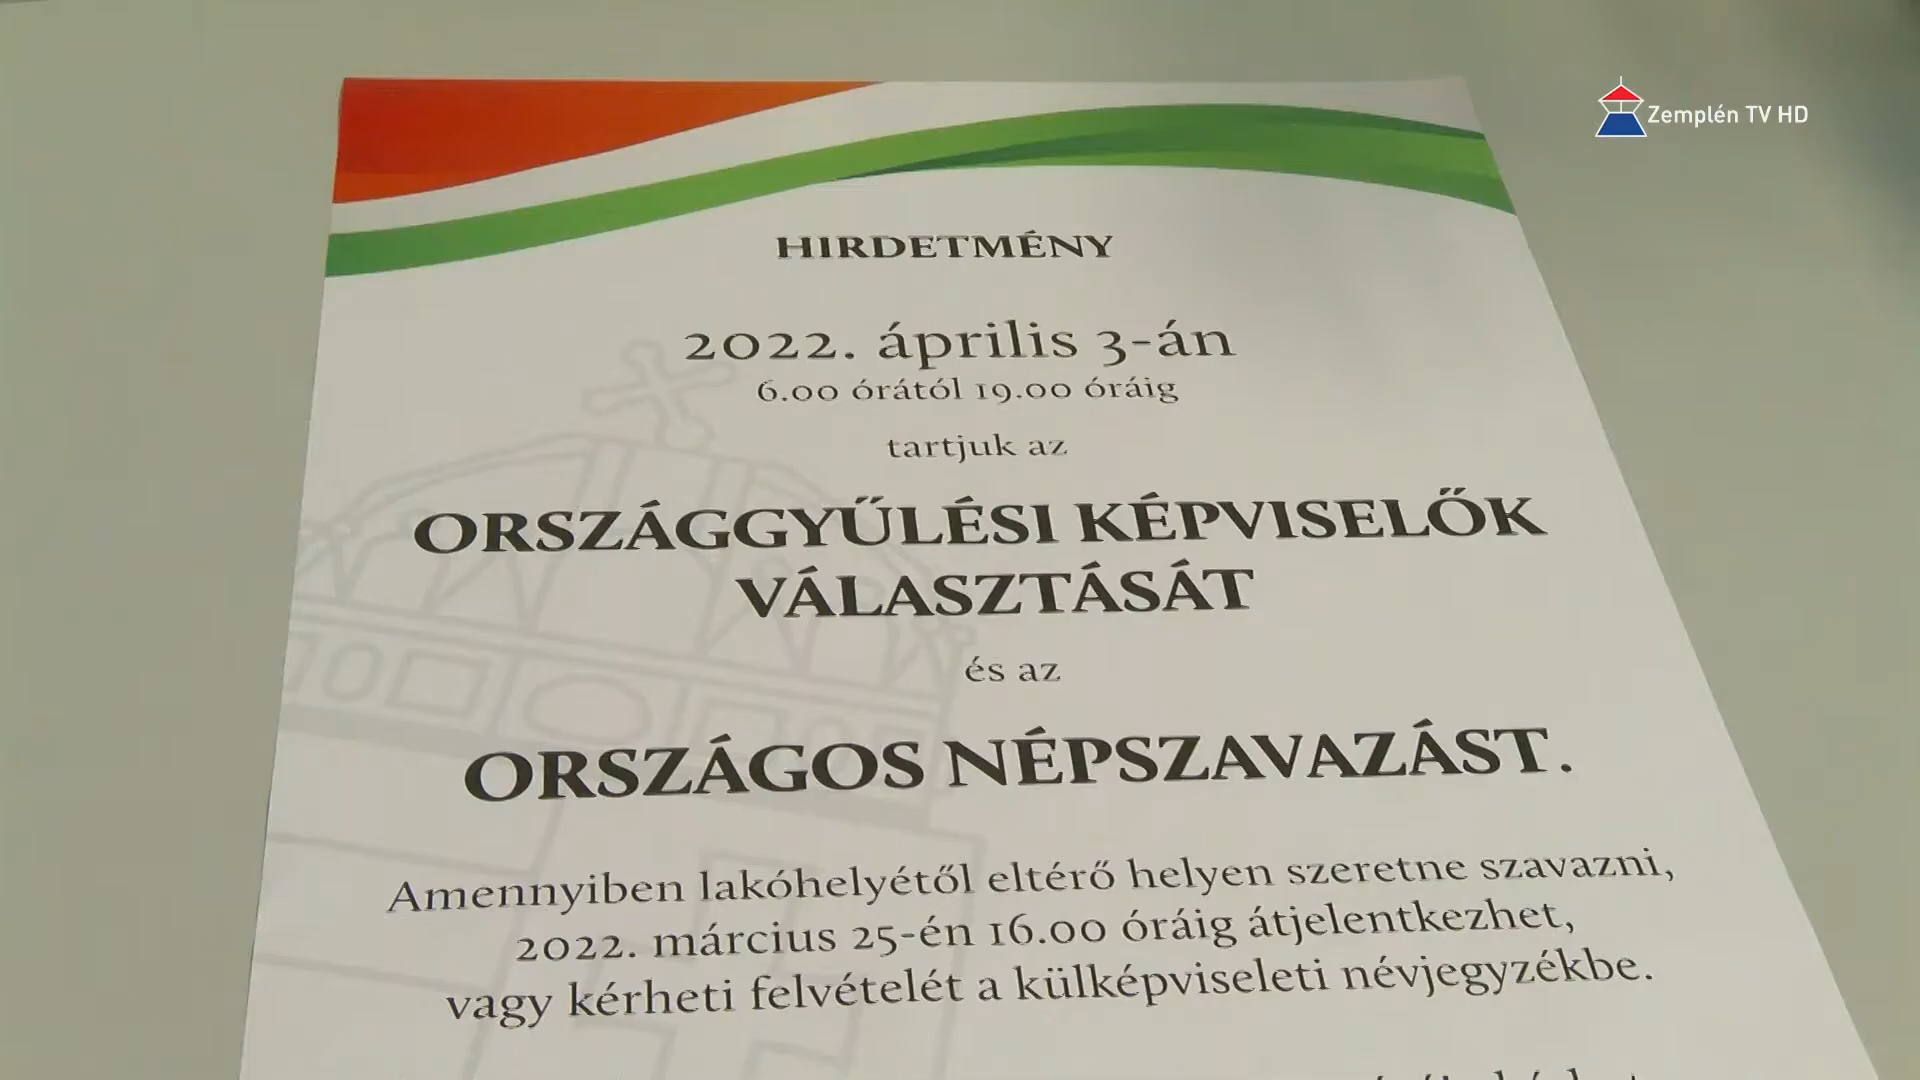 Zemplén TV HD
HIRDETMÉNY
2022. április 3-án
6.00 órától 19.00 óráig
tartjuk az
ORSZÁGGYŰLÉSI KÉPVISELŐK
VÁLASZTÁSÁT
és az
ORSZÁGOS NÉPSZAVAZÁST.
Amennyiben lakóhelyétől eltérő helyen szeretne szavazni,
2022. március 25-én 16.00 óráig átjelentkezhet,
vagy kérheti felvételét a külképviseleti névjegyzékbe.